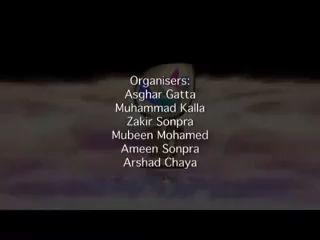 Organisers:
Asghar Gatta
Muhammad Kalla
Zakir Sonpra
Mubeen Mohamed
Ameen Sonpra
Arshad Chaya